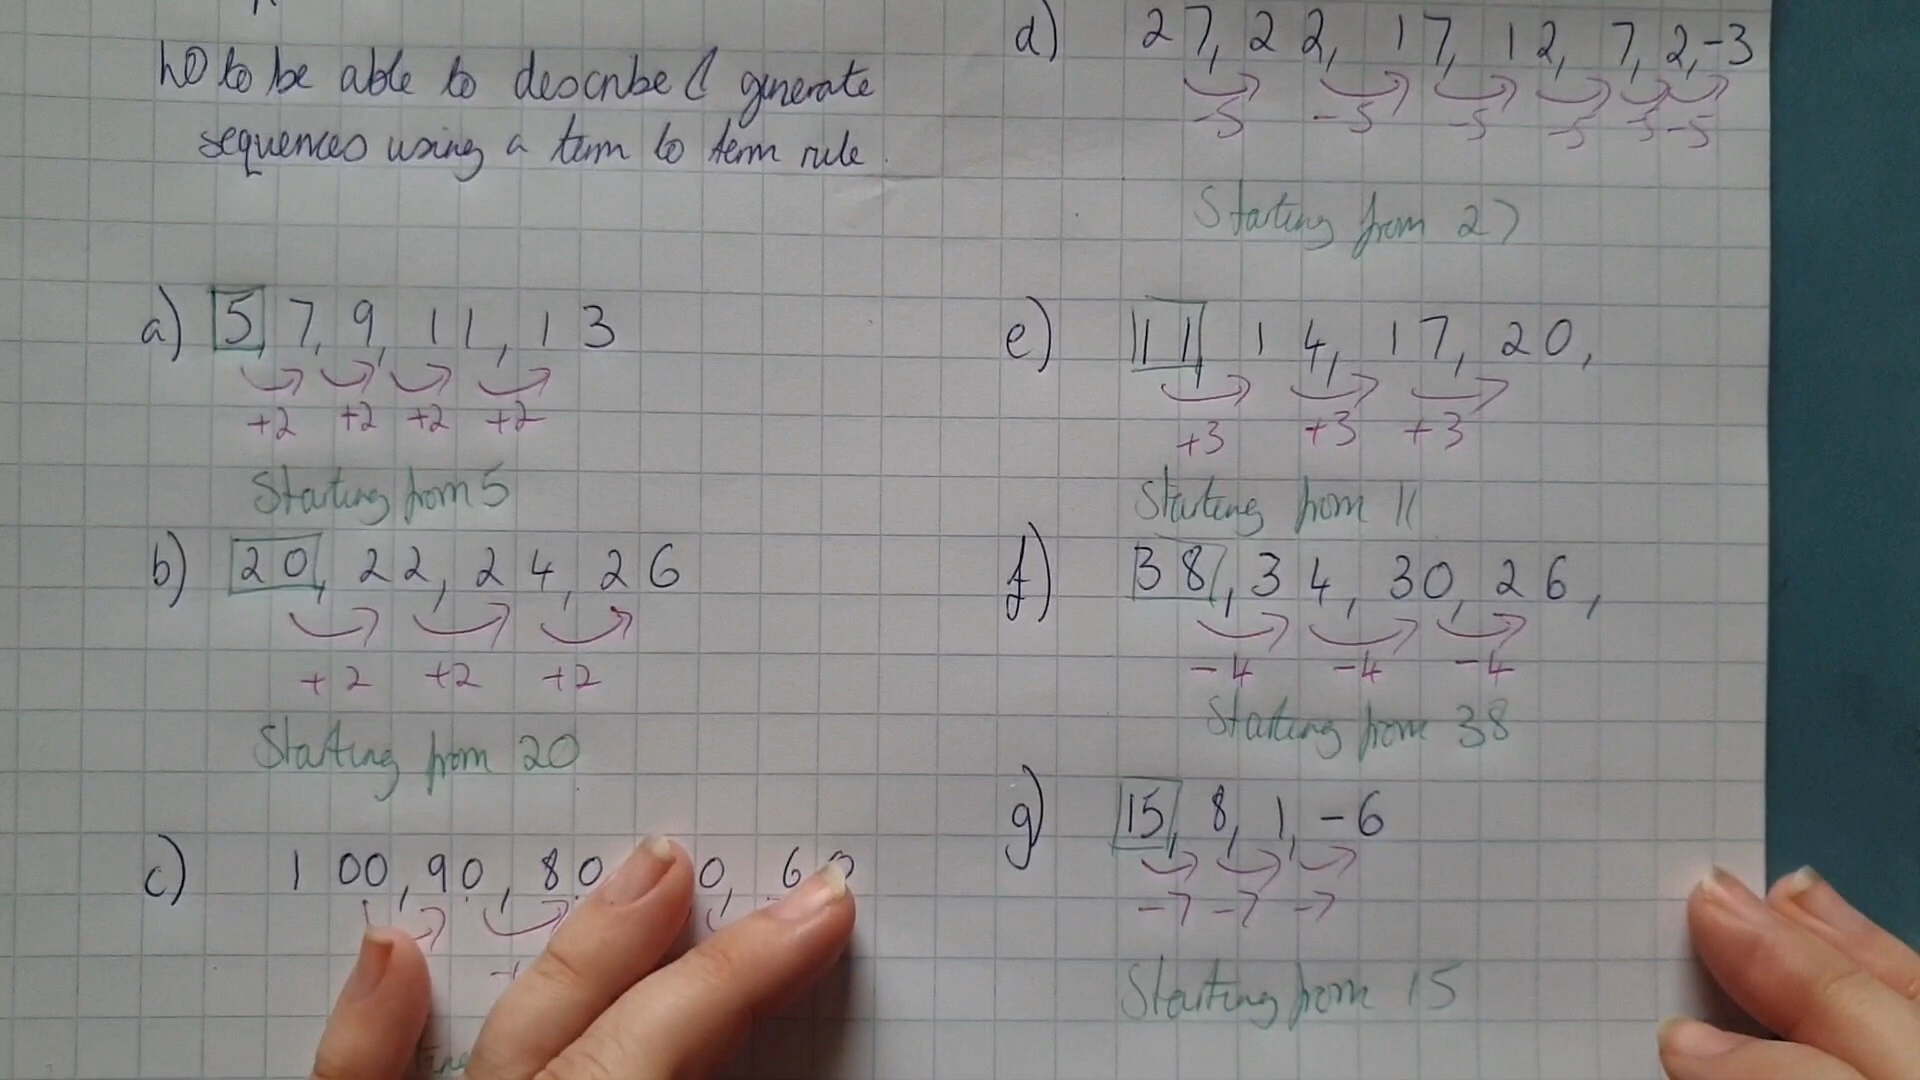 LO to be able to describe & generate
sequences using a term to term rule.
a) 5, 7, 9, 11, 13
+2 +2 +2 +2
Starting from 5
b) 20, 22, 24, 26
+2 +2 +2
Starting from 20
c) 100, 90, 80 0, 60
d) 27, 22, 17, 12, 7, 2, -3
-5 -5 -5 -5 -5 -5
Starting from 27
e) 11, 14, 17, 20,
+3 +3 +3
Starting from 11
f) 38, 34, 30, 26,
-4 -4 -4
Starting from 38
g) 15, 8, 1, -6
-7 -7 -7
Starting from 15